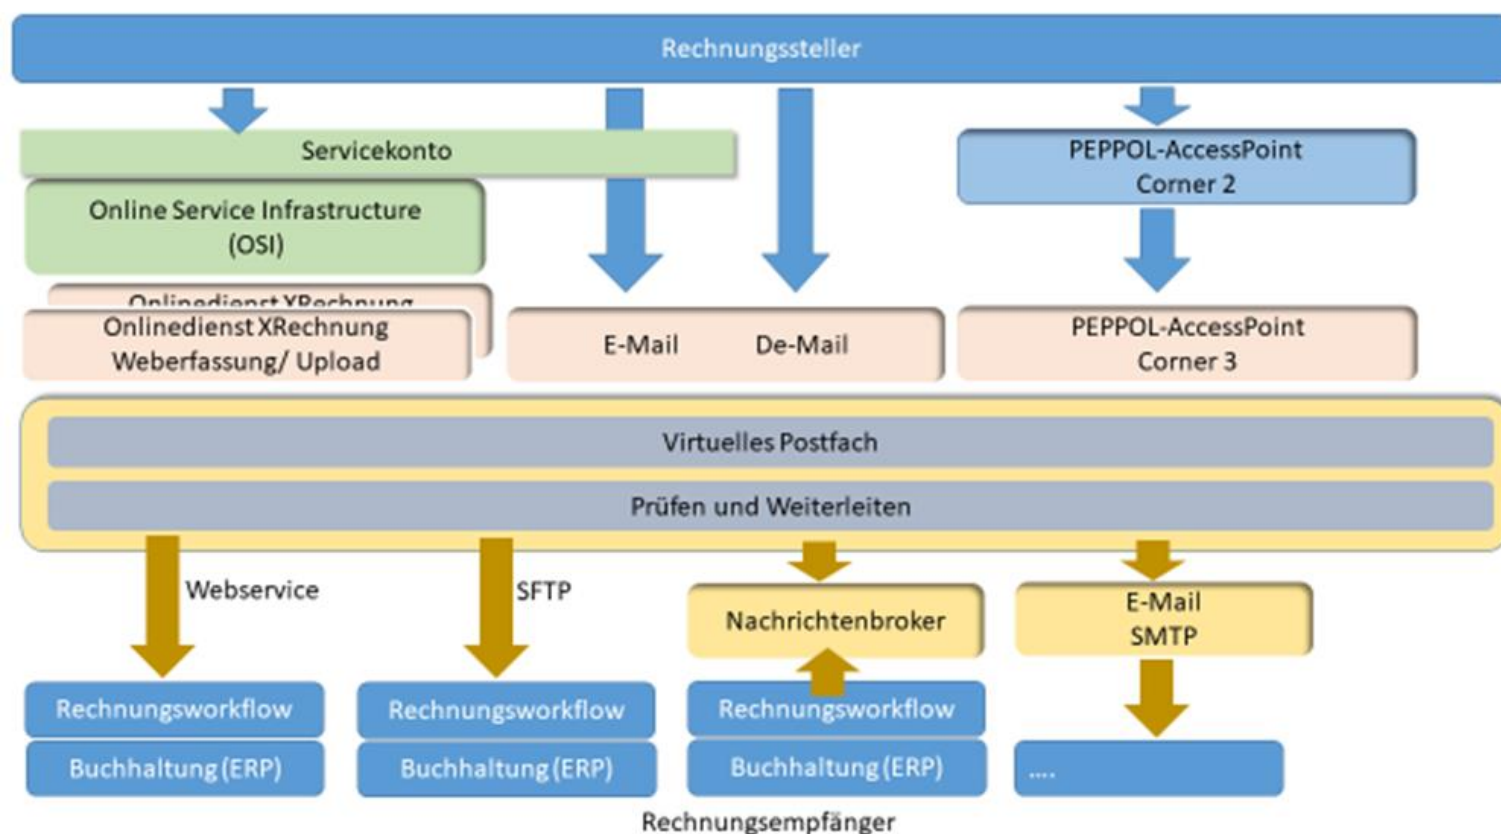 Rechnungssteller
Servicekonto
PEPPOL-AccessPoint
Corner 2
Online Service Infrastructure
(OSI)
Onlinedienst XRechnung
Onlinedienst XRechnung
Weberfassung/ Upload
E-Mail
De-Mail
PEPPOL-AccessPoint
Corner 3
Virtuelles Postfach
Prüfen und Weiterleiten
Webservice
SFTP
Nachrichtenbroker
E-Mail
SMTP
Rechnungsworkflow
Rechnungsworkflow
Rechnungsworkflow
Buchhaltung (ERP)
Buchhaltung (ERP)
Buchhaltung (ERP)
....
Rechnungsempfänger